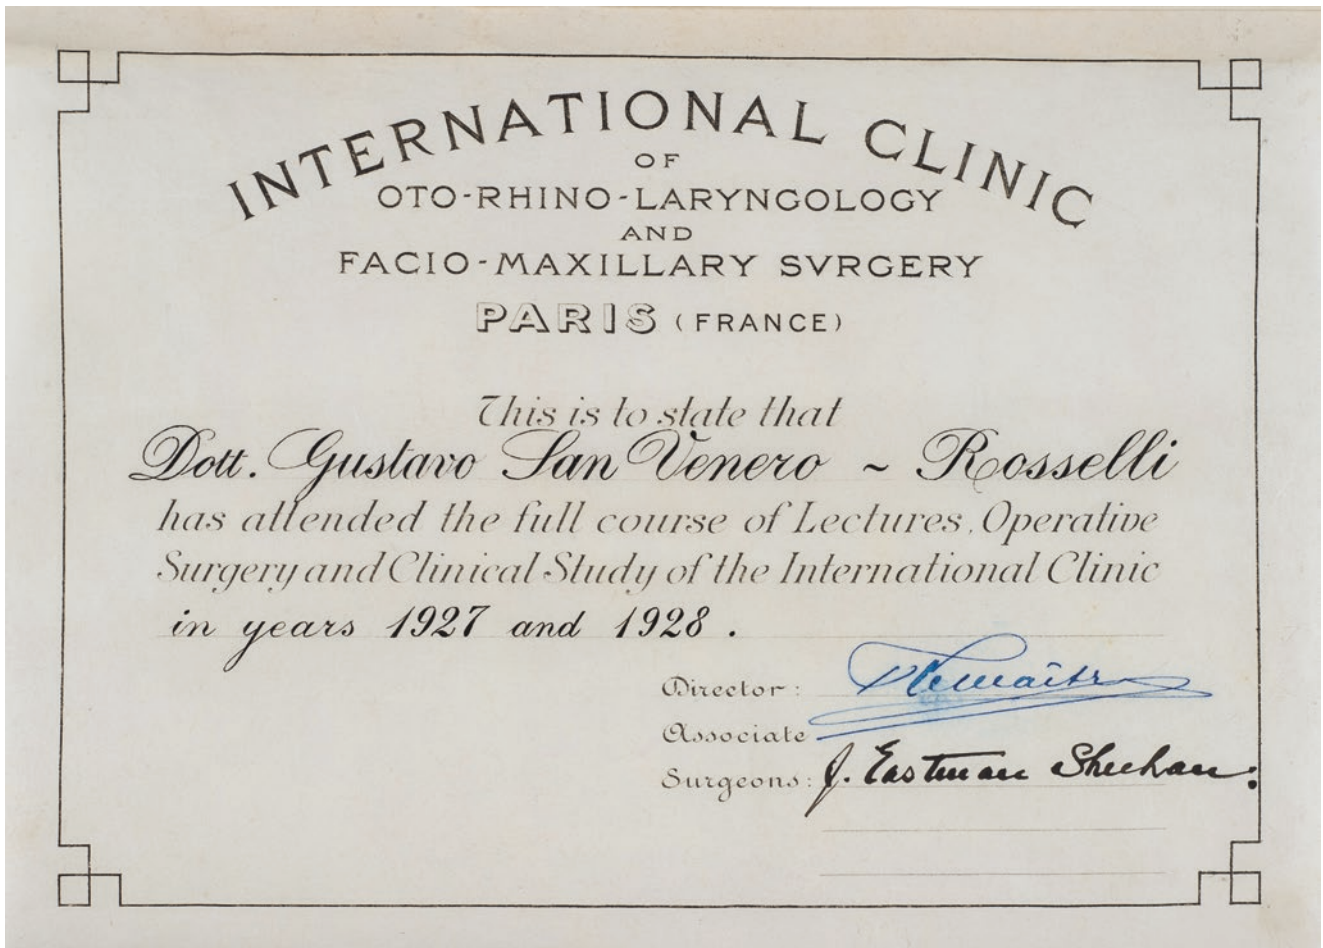 INTERNATIONAL CLINIC
OF
OTO-RHINO-LARYNGOLOGY
AND
FACIO-MAXILLARY SVRGERY
PARIS (FRANCE)
This is to state that
Dott. Gustavo San Venero ~ Rosselli
has attended the full course of Lectures, Operative
Surgery and Clinical Study of the International Clinic
in years 1927 and 1928.
Director: Lemaître
Associate
Surgeons: J. Eastman Sheehan.